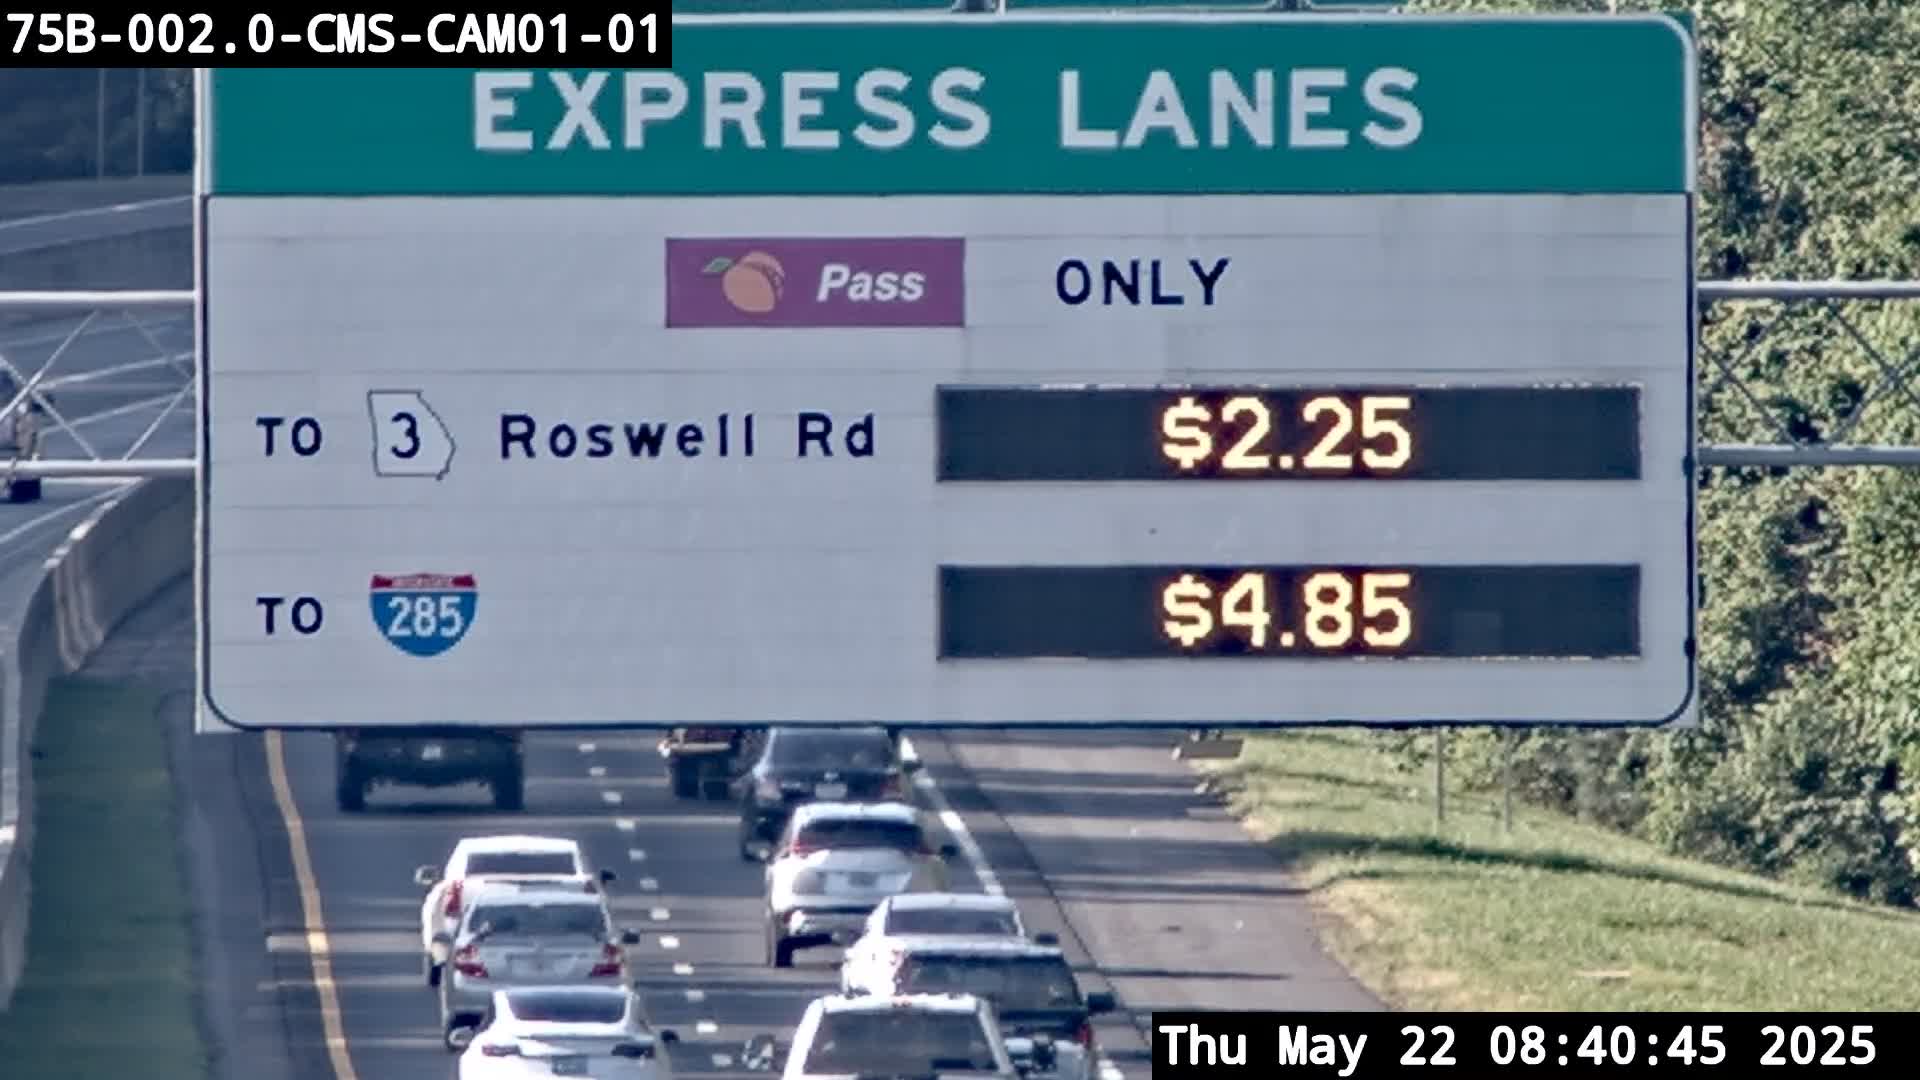 75B-002.0-CMS-CAM01-01
EXPRESS LANES
Pass ONLY
TO 3 Roswell Rd $2.25
INTERSTATE
TO 285 $4.85
Thu May 22 08:40:45 2025